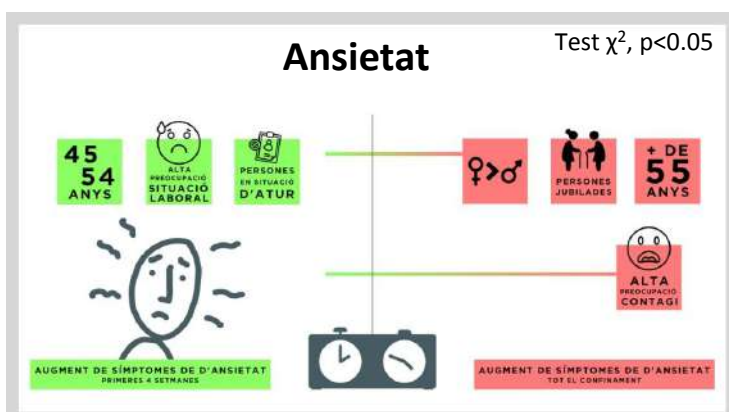 Ansietat
Test χ², p<0.05
45
54
ANYS
ALTA
PREOCUPACIÓ
SITUACIÓ
LABORAL
PERSONES
EN SITUACIÓ
D'ATUR
♀>♂
PERSONES
JUBILADES
+ DE
55
ANYS
ALTA
PREOCUPACIÓ
CONTAGI
AUGMENT DE SÍMPTOMES DE D'ANSIETAT
PRIMERES 4 SETMANES
AUGMENT DE SÍMPTOMES DE D'ANSIETAT
TOT EL CONFINAMENT